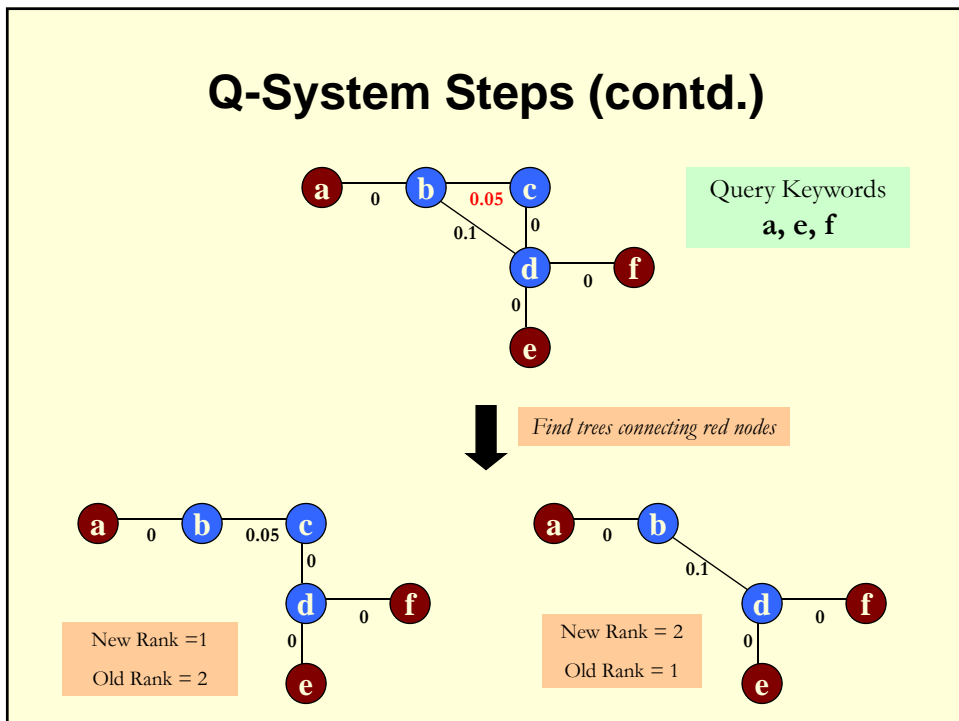 Q-System Steps (contd.)
a
b
c
0
0.05
0.1
0
d
f
0
0
e
Query Keywords
a, e, f
Find trees connecting red nodes
a
b
c
0
0.05
0
d
f
0
0
e
New Rank =1
Old Rank = 2
a
b
0
0.1
d
f
0
0
e
New Rank = 2
Old Rank = 1